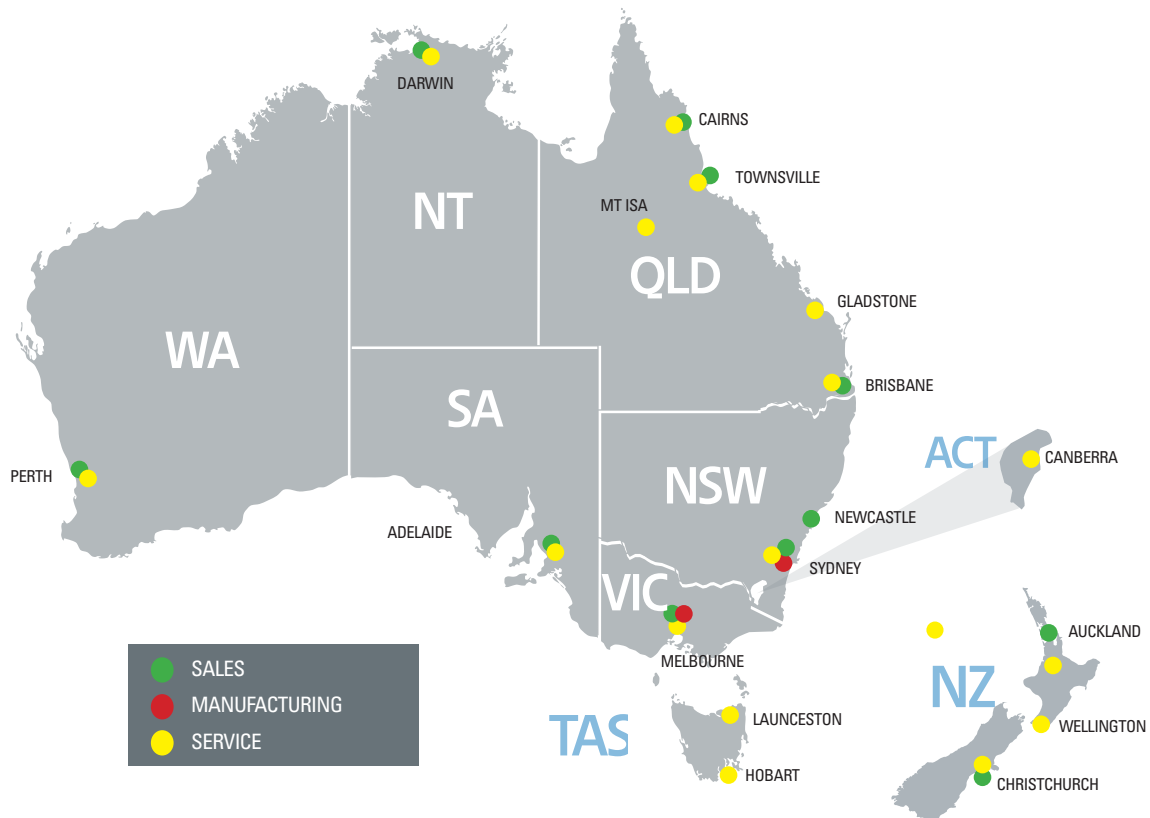 DARWIN
CAIRNS
TOWNSVILLE
MT ISA
NT
QLD
GLADSTONE
WA
BRISBANE
SA
ACT
CANBERRA
PERTH
NSW
NEWCASTLE
ADELAIDE
SYDNEY
VIC
AUCKLAND
MELBOURNE
SALES
MANUFACTURING
SERVICE
NZ
TAS
LAUNCESTON
WELLINGTON
HOBART
CHRISTCHURCH